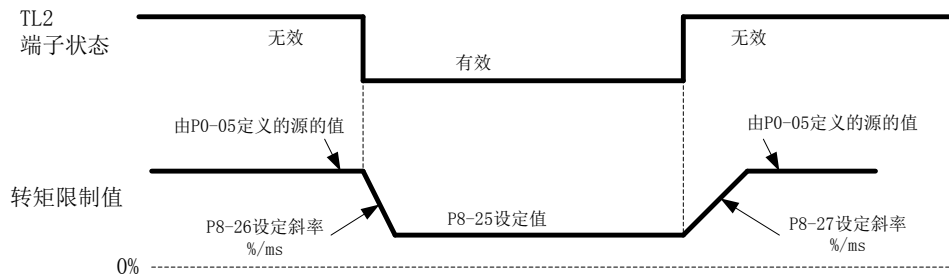 TL2
端子状态
无效
有效
无效
由P0-05定义的源的值
由P0-05定义的源的值
转矩限制值
P8-26设定斜率
%/ms
P8-25设定值
P8-27设定斜率
%/ms
0%